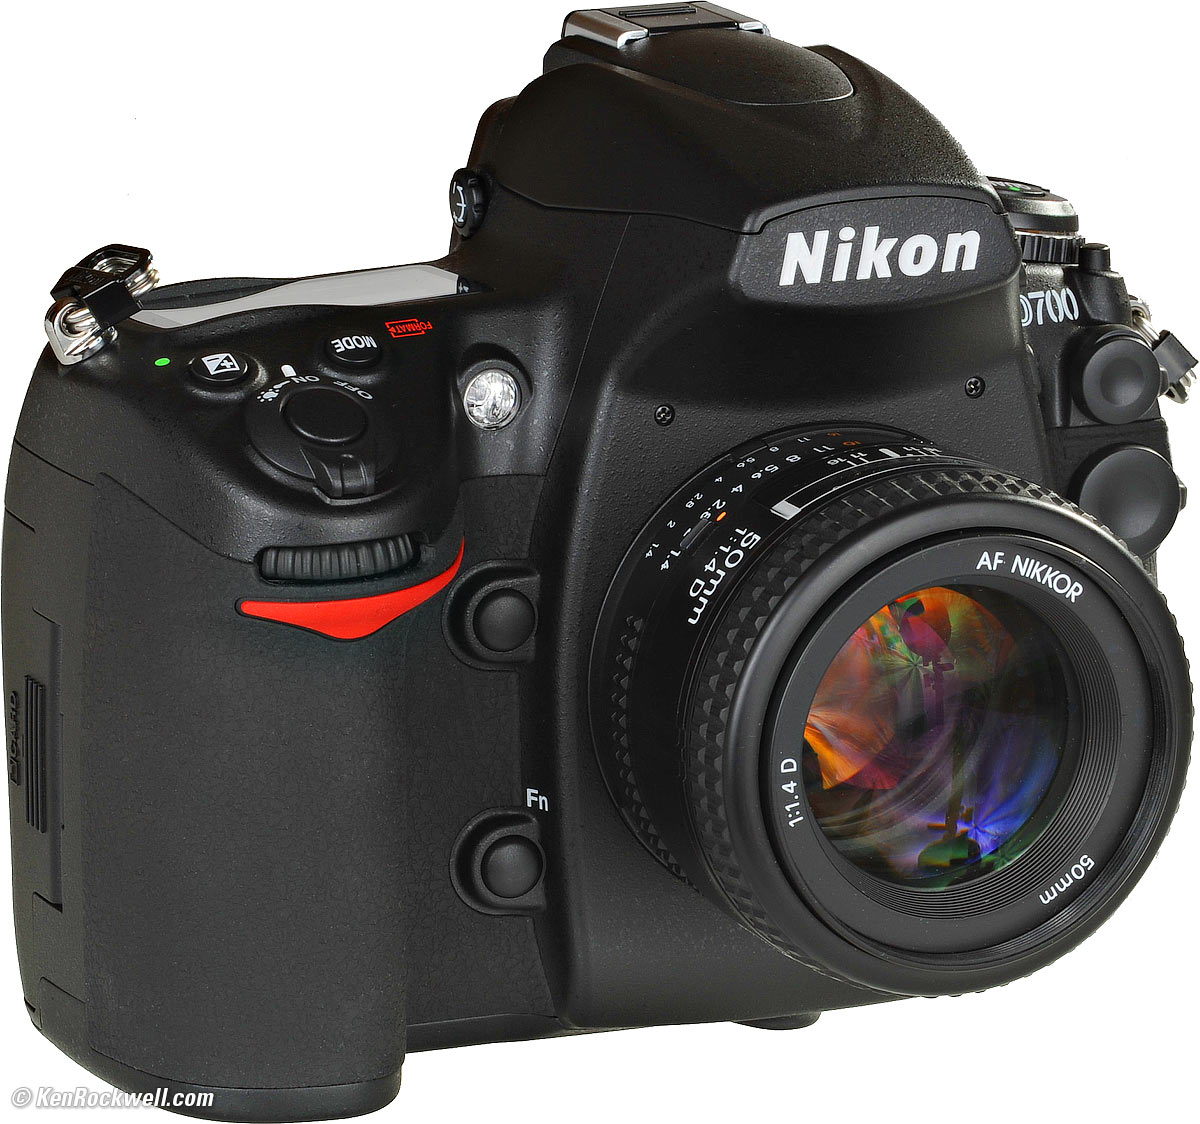 Nikon
D700
FORMAT
MODE
OFF
ON
AF NIKKOR
50mm
1:1.4 D
1:1.4 D
50mm
Fn
© KenRockwell.com